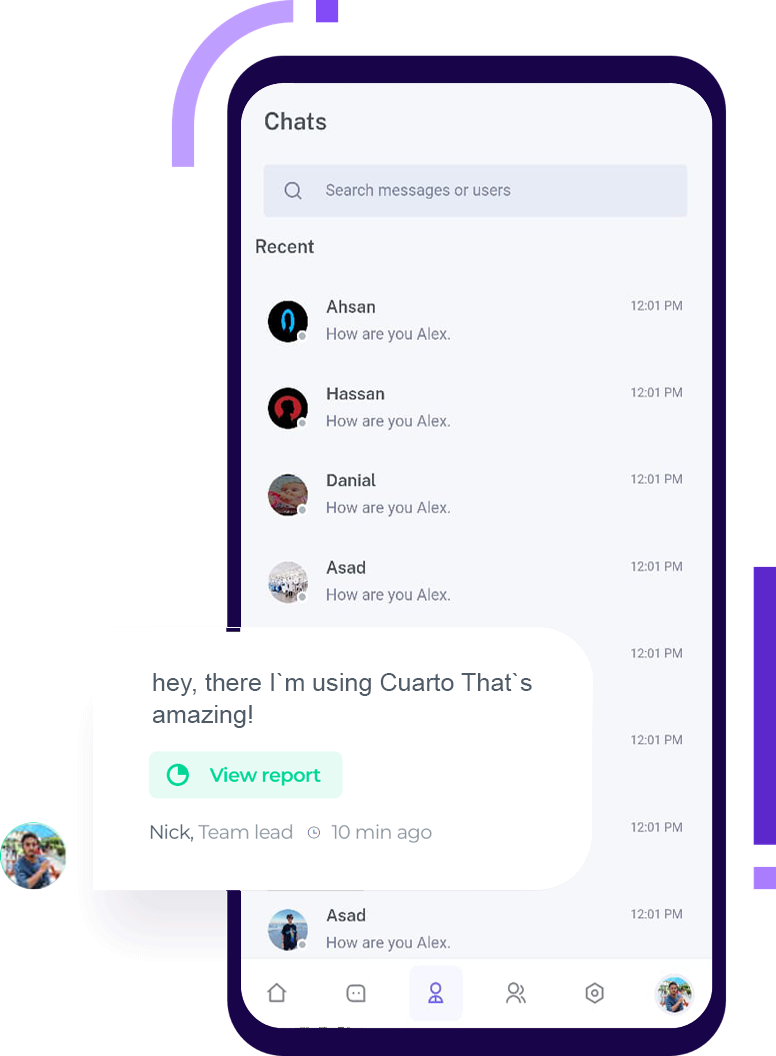 Chats
Search messages or users
Recent
Ahsan 12:01 PM
How are you Alex.
Hassan 12:01 PM
How are you Alex.
Danial 12:01 PM
How are you Alex.
Asad 12:01 PM
How are you Alex.
12:01 PM
hey, there I`m using Cuarto That`s
amazing!
12:01 PM
View report
Nick, Team lead 10 min ago
12:01 PM
Asad 12:01 PM
How are you Alex.